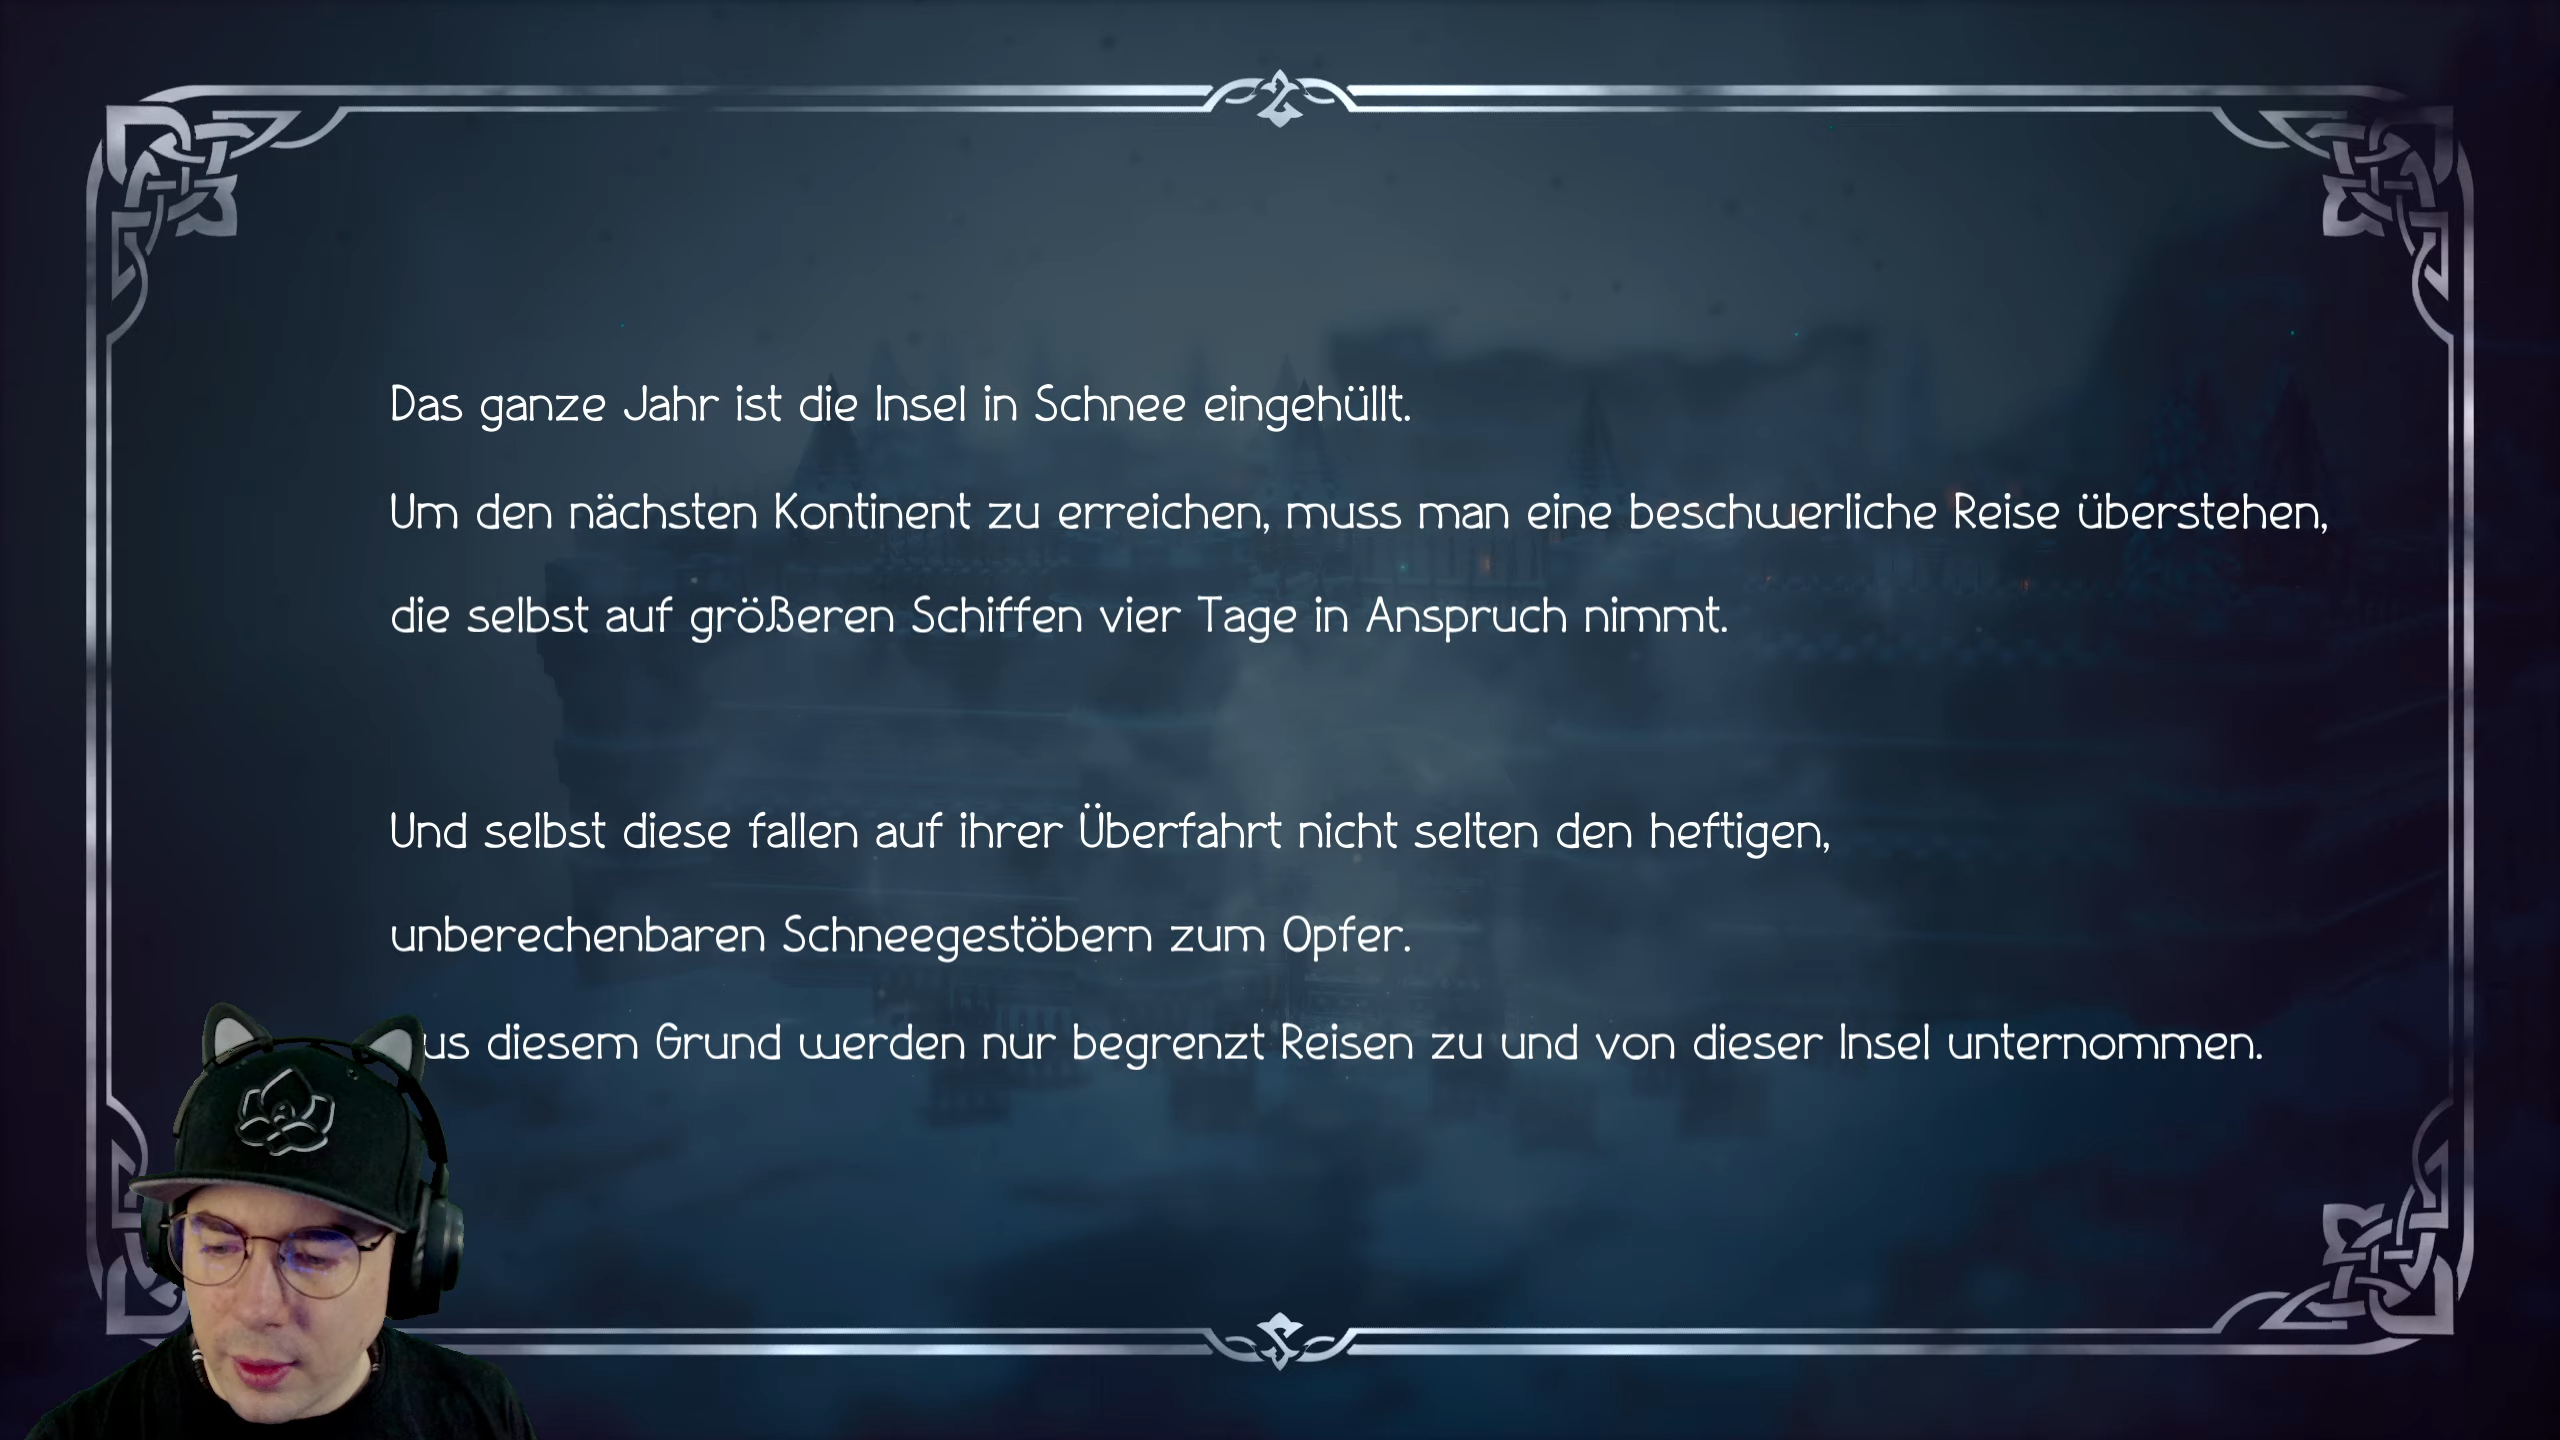 Das ganze Jahr ist die Insel in Schnee eingehüllt.
Um den nächsten Kontinent zu erreichen, muss man eine beschwerliche Reise überstehen,
die selbst auf größeren Schiffen vier Tage in Anspruch nimmt.
Und selbst diese fallen auf ihrer Überfahrt nicht selten den heftigen,
unberechenbaren Schneegestöbern zum Opfer.
us diesem Grund werden nur begrenzt Reisen zu und von dieser Insel unternommen.